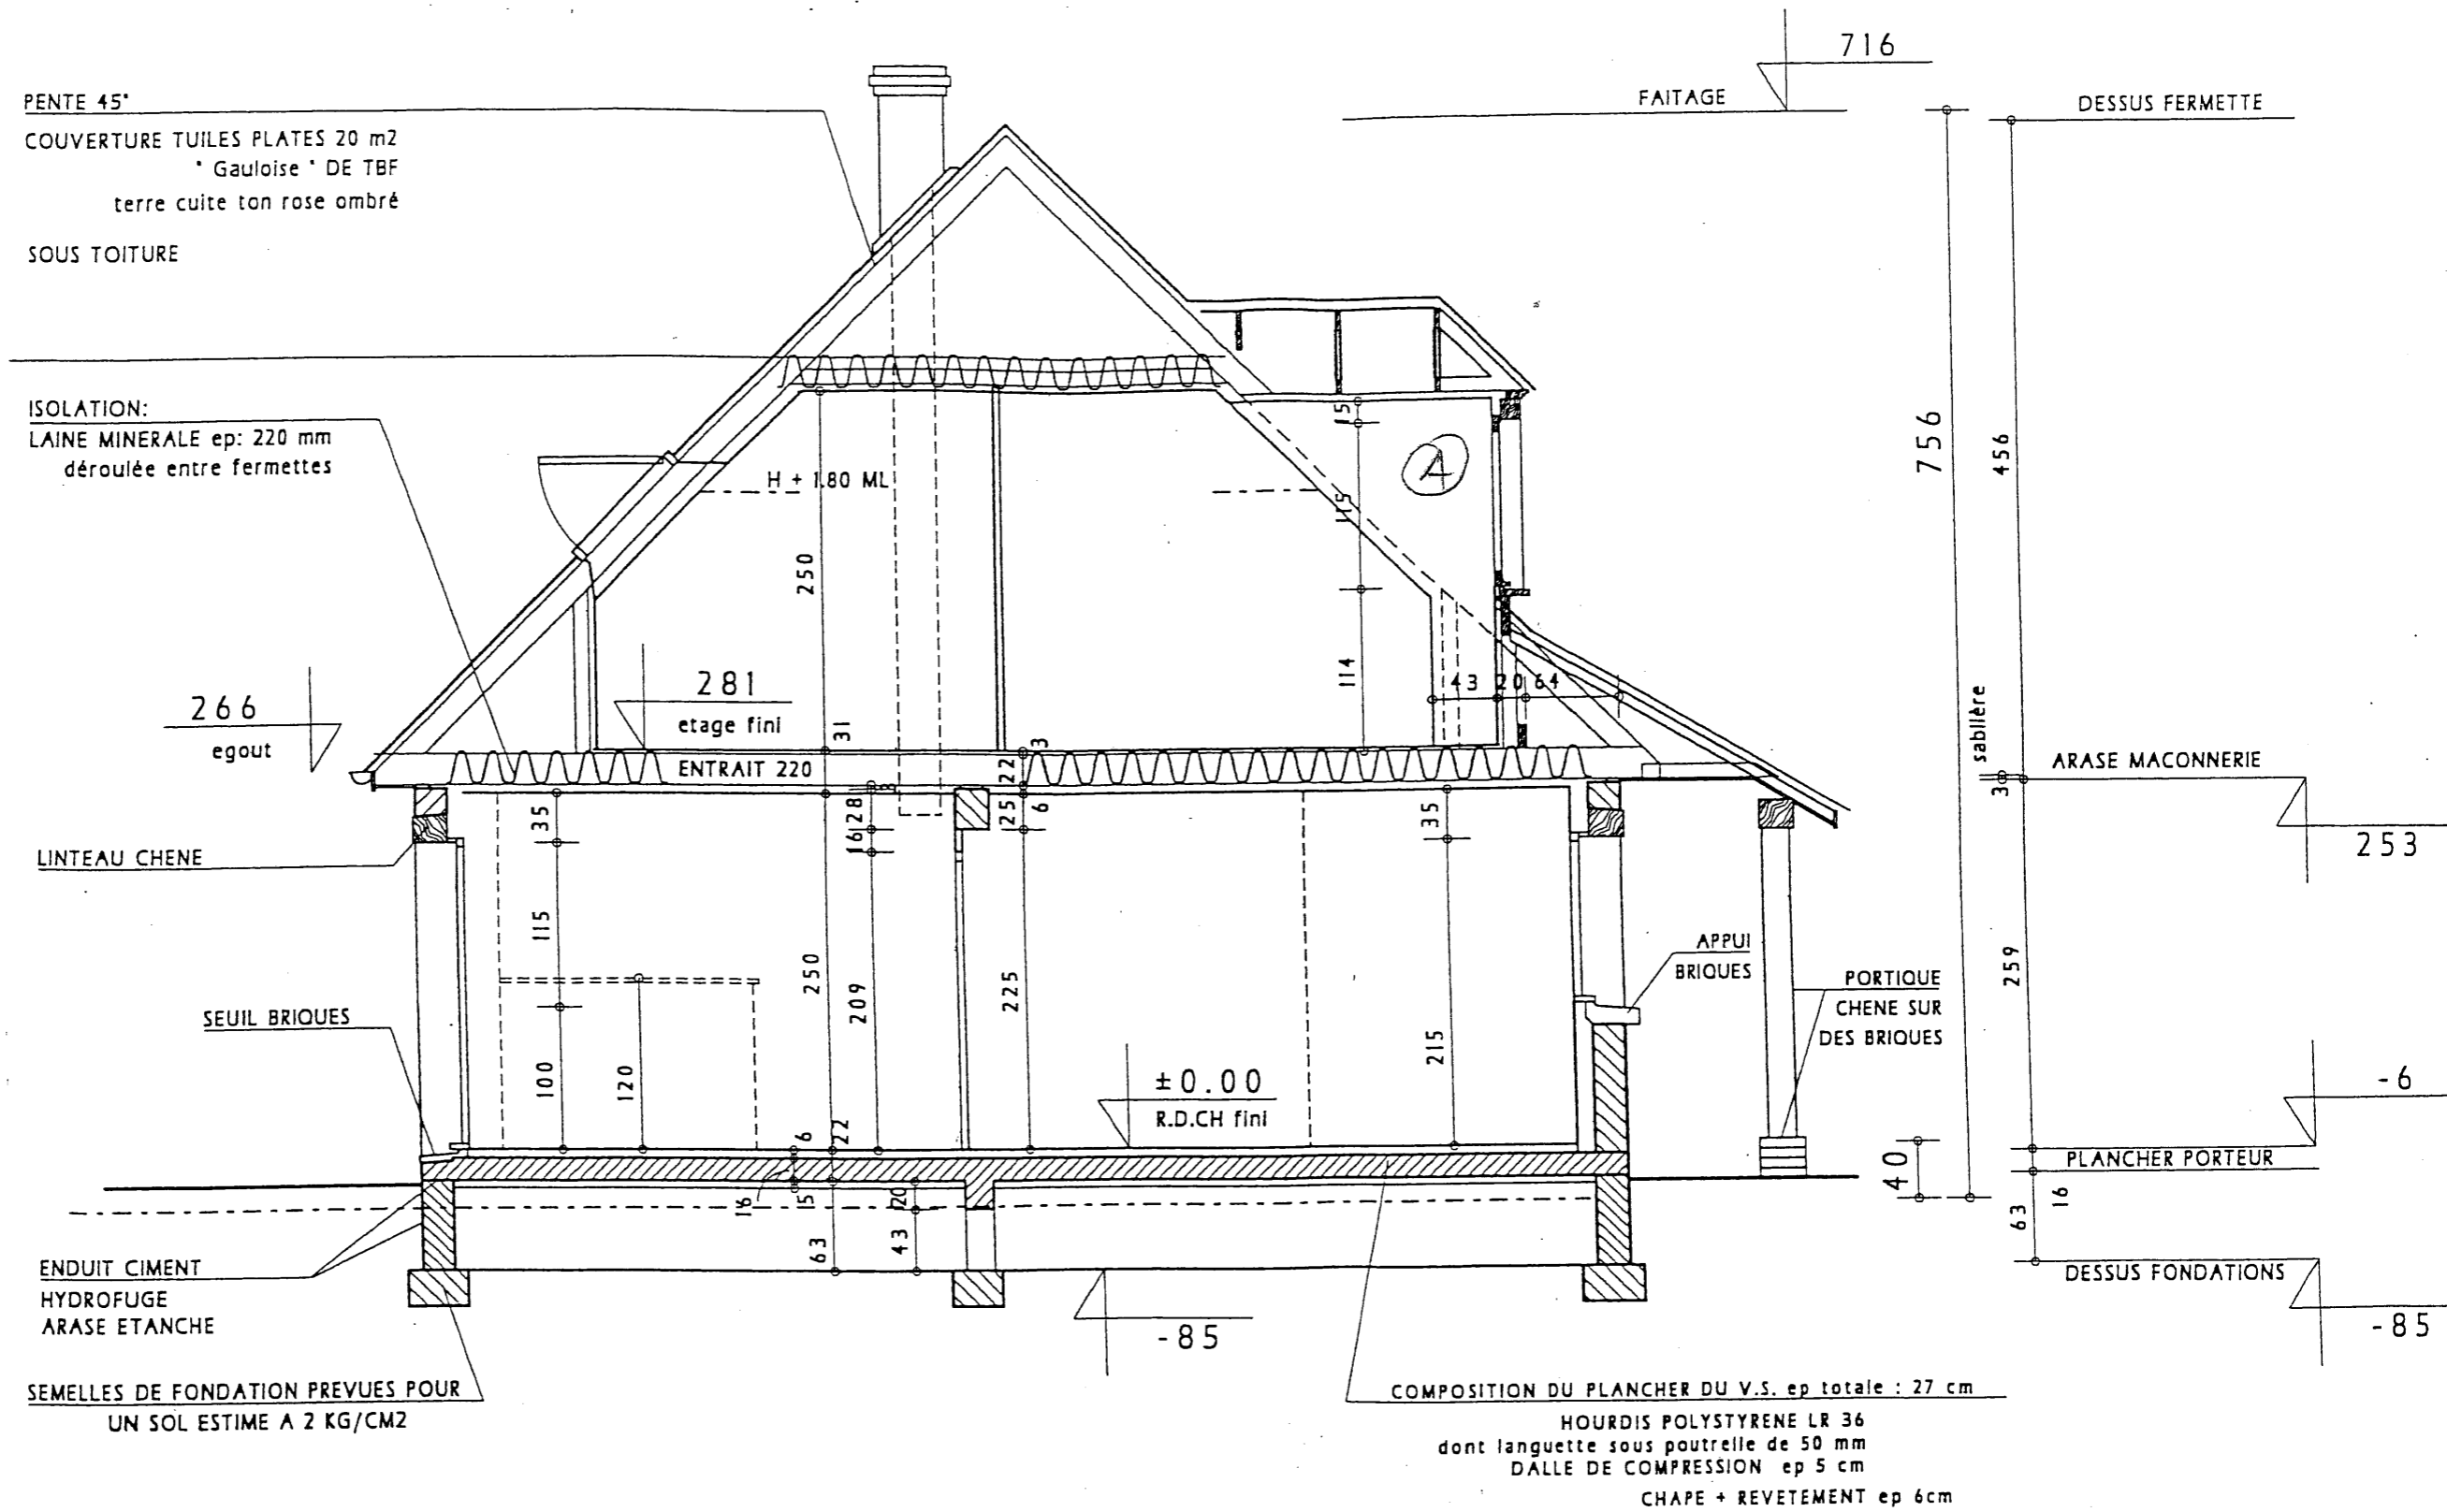 716
FAITAGE
DESSUS FERMETTE
PENTE 45°
COUVERTURE TUILES PLATES 20 m2
" Gauloise " DE TBF
terre cuite ton rose ombré
SOUS TOITURE
ISOLATION:
LAINE MINERALE ep: 220 mm
déroulée entre fermettes
H + 1.80 ML
15
A
115
756
456
250
114
43 20 64
266
egout
281
etage fini
31
3
22
ENTRAIT 220
sablière
3
ARASE MACONNERIE
253
35
28
16
25
6
35
LINTEAU CHENE
115
250
209
225
259
APPUI
BRIQUES
PORTIQUE
CHENE SUR
DES BRIQUES
SEUIL BRIQUES
100
120
215
±0.00
R.D.CH fini
-6
6
22
PLANCHER PORTEUR
40
16
15
20
16
63
43
63
ENDUIT CIMENT
HYDROFUGE
ARASE ETANCHE
DESSUS FONDATIONS
-85
-85
SEMELLES DE FONDATION PREVUES POUR
UN SOL ESTIME A 2 KG/CM2
COMPOSITION DU PLANCHER DU V.S. ep totale : 27 cm
HOURDIS POLYSTYRENE LR 36
dont languette sous poutrelle de 50 mm
DALLE DE COMPRESSION ep 5 cm
CHAPE + REVETEMENT ep 6cm